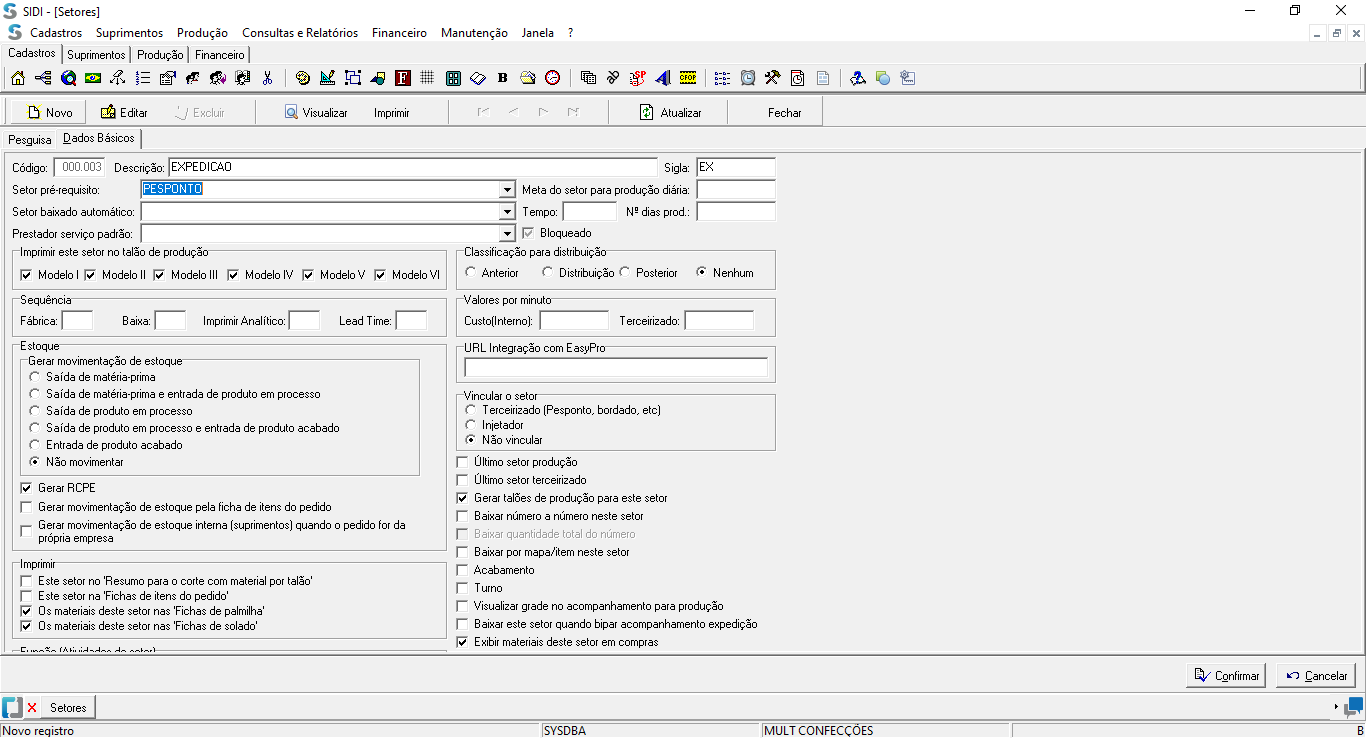 SIDI - [Setores]
Cadastros Suprimentos Produção Consultas e Relatórios Financeiro Manutenção Janela ?
Cadastros Suprimentos Produção Financeiro
Novo Editar Excluir Visualizar Imprimir Atualizar Fechar
Pesquisa Dados Básicos
Código: 000.003 Descrição: EXPEDICAO Sigla: EX
Setor pré-requisito: PESPONTO Meta do setor para produção diária:
Setor baixado automático: Tempo: Nº dias prod.:
Prestador serviço padrão: Bloqueado
Imprimir este setor no talão de produção
Modelo I Modelo II Modelo III Modelo IV Modelo V Modelo VI
Classificação para distribuição
Anterior Distribuição Posterior Nenhum
Sequência
Fábrica: Baixa: Imprimir Analítico: Lead Time:
Valores por minuto
Custo(Interno): Terceirizado:
Estoque
Gerar movimentação de estoque
Saída de matéria-prima
Saída de matéria-prima e entrada de produto em processo
Saída de produto em processo
Saída de produto em processo e entrada de produto acabado
Entrada de produto acabado
Não movimentar
Gerar RCPE
Gerar movimentação de estoque pela ficha de itens do pedido
Gerar movimentação de estoque interna (suprimentos) quando o pedido for da
própria empresa
Imprimir
Este setor no 'Resumo para o corte com material por talão'
Este setor na 'Fichas de itens do pedido'
Os materiais deste setor nas 'Fichas de palmilha'
Os materiais deste setor nas 'Fichas de solado'
Função (Atividades do setor)
URL Integração com EasyPro
Vincular o setor
Terceirizado (Pesponto, bordado, etc)
Injetador
Não vincular
Último setor produção
Último setor terceirizado
Gerar talões de produção para este setor
Baixar número a número neste setor
Baixar quantidade total do número
Baixar por mapa/item neste setor
Acabamento
Turno
Visualizar grade no acompanhamento para produção
Baixar este setor quando bipar acompanhamento expedição
Exibir materiais deste setor em compras
Confirmar Cancelar
Setores
Novo registro SYSDBA MULT CONFECÇÕES B